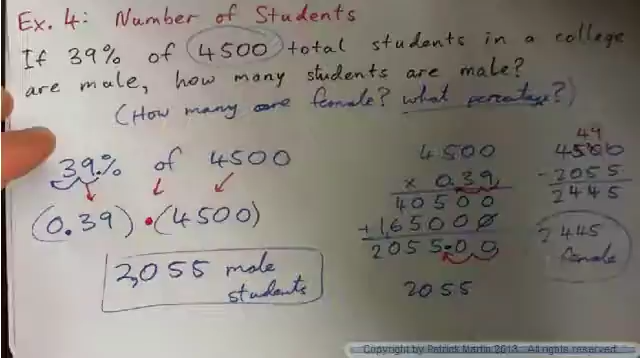 Ex. 4: Number of Students
If 39% of 4500 total students in a college
are male, how many students are male?
(How many are female? what percentage?)
39.% of 4500
(0.39) • (4500)
2,055 male
students
4500
x 0.39
40500
+165000
2055.00
2055
49
4500
- 2055
2445
2445
female
Copyright by Patrick Martin 2013. All rights reserved.